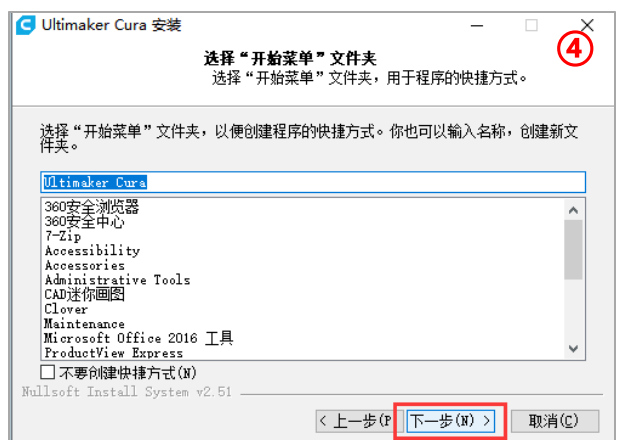 Ultimaker Cura 安装
④
选择“开始菜单”文件夹
选择“开始菜单”文件夹，用于程序的快捷方式。
选择“开始菜单”文件夹，以便创建程序的快捷方式。你也可以输入名称，创建新文
件夹。
Ultimaker Cura
360安全浏览器
360安全中心
7-Zip
Accessibility
Accessories
Administrative Tools
CAD迷你画图
Clover
Maintenance
Microsoft Office 2016 工具
ProductView Express
不要创建快捷方式(N)
Nullsoft Install System v2.51
< 上一步(P 下一步(N) > 取消(C)